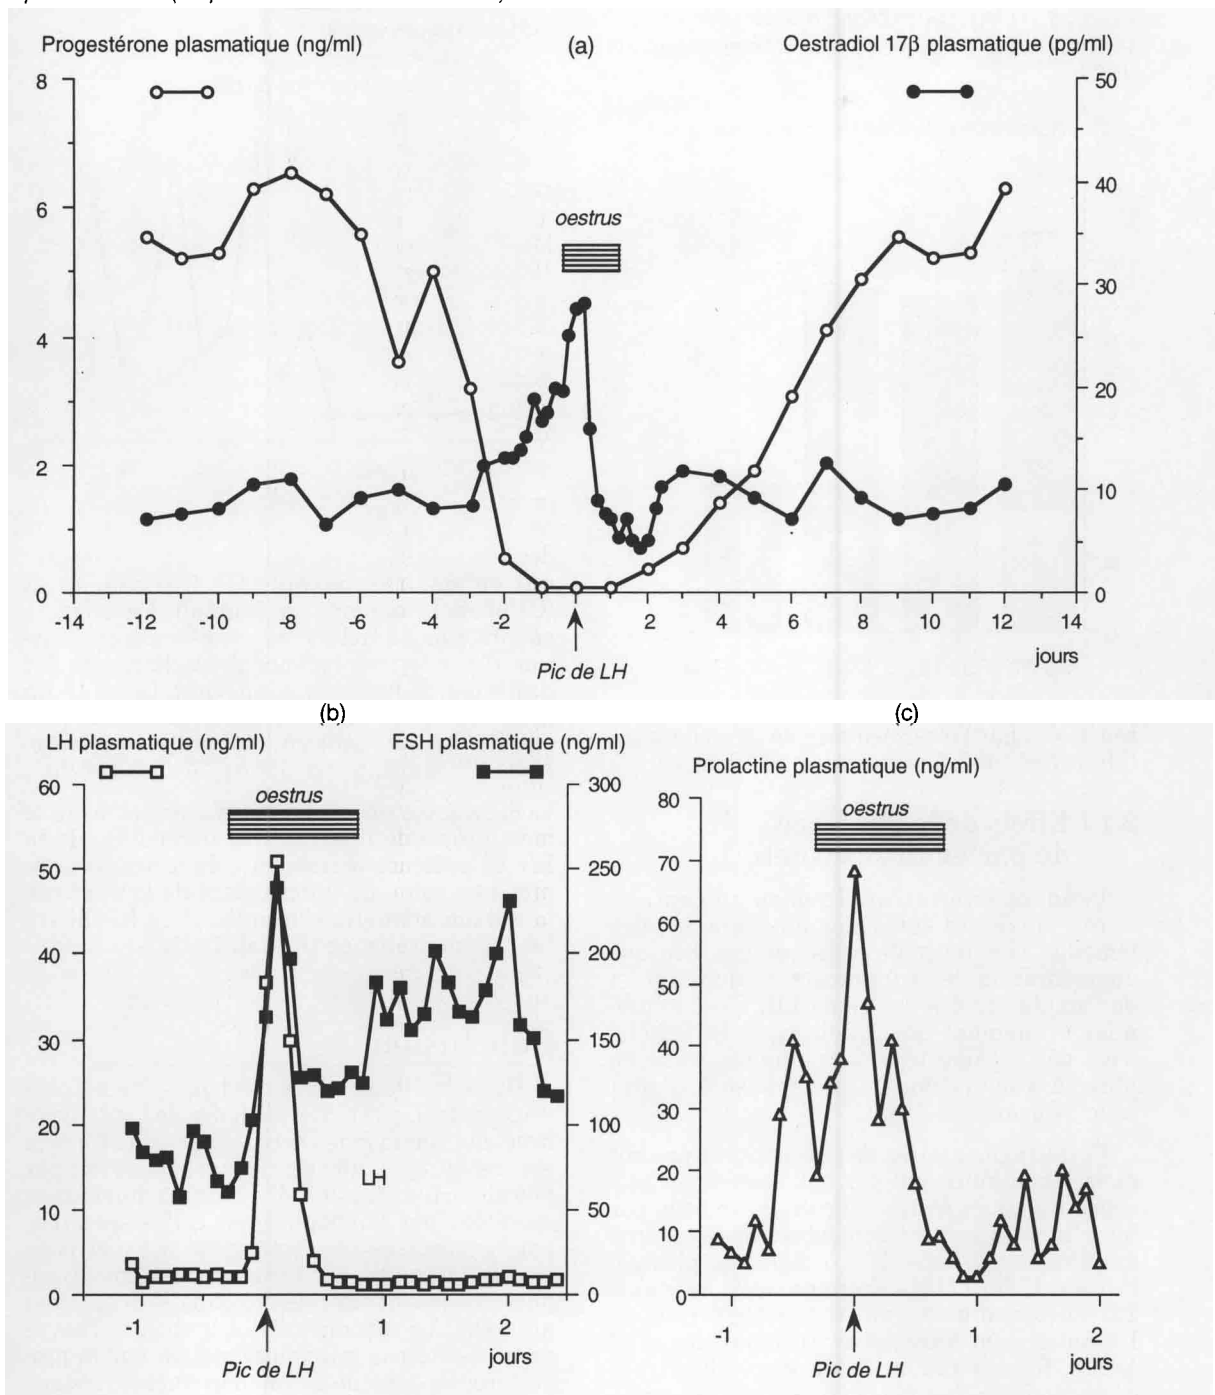 Progestérone plasmatique (ng/ml) (a) Oestradiol 17β plasmatique (pg/ml)
8 50
40
6
oestrus
30
4
20
2
10
0 0
-14 -12 -10 -8 -6 -4 -2 2 4 6 8 10 12 14
jours
Pic de LH
(b) (c)
LH plasmatique (ng/ml) FSH plasmatique (ng/ml)
Prolactine plasmatique (ng/ml)
60 300
oestrus
80
oestrus
50 250
70
60
40 200
50
30 150
40
30
20 100
LH
20
10 50
10
0 0
0
-1 1 2
jours
Pic de LH
-1 1 2
jours
Pic de LH